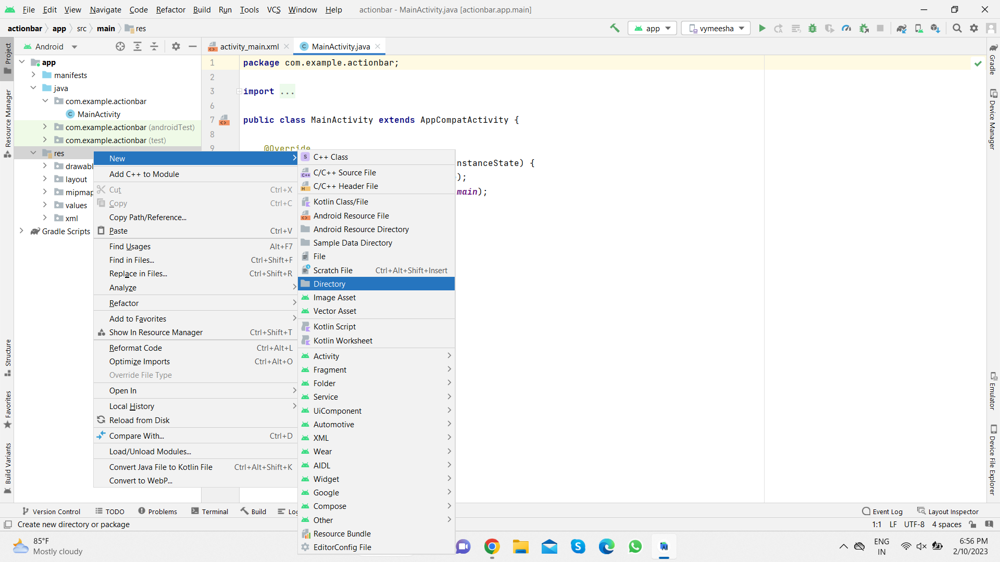 File Edit View Navigate Code Refactor Build Run Tools VCS Window Help actionbar - MainActivity.java [actionbar.app.main]
actionbar app src main res app vymeesha
Android activity_main.xml MainActivity.java
Project
Resource Manager
Structure
Favorites
Build Variants
app
manifests
java
com.example.actionbar
MainActivity
com.example.actionbar (androidTest)
com.example.actionbar (test)
res
drawabl
layout
mipmap
values
xml
Gradle Scripts
1 package com.example.actionbar;
2
3 import ...
6
7 public class MainActivity extends AppCompatActivity {
8
9 @Override
nstanceState) {
);
main);
New
Add C++ to Module
Cut Ctrl+X
Copy Ctrl+C
Copy Path/Reference...
Paste Ctrl+V
Find Usages Alt+F7
Find in Files... Ctrl+Shift+F
Replace in Files... Ctrl+Shift+R
Analyze
Refactor
Add to Favorites
Show In Resource Manager Ctrl+Shift+T
Reformat Code Ctrl+Alt+L
Optimize Imports Ctrl+Alt+O
Override File Type
Open In
Local History
Reload from Disk
Compare With... Ctrl+D
Load/Unload Modules...
Convert Java File to Kotlin File Ctrl+Alt+Shift+K
Convert to WebP...
C++ Class
C/C++ Source File
C/C++ Header File
Kotlin Class/File
Android Resource File
Android Resource Directory
Sample Data Directory
File
Scratch File Ctrl+Alt+Shift+Insert
Directory
Image Asset
Vector Asset
Kotlin Script
Kotlin Worksheet
Activity
Fragment
Folder
Service
UiComponent
Automotive
XML
Wear
AIDL
Widget
Google
Compose
Other
Resource Bundle
EditorConfig File
Gradle
Device Manager
Emulator
Device File Explorer
Version Control TODO Problems Terminal Build Log Event Log Layout Inspector
Create new directory or package 1:1 LF UTF-8 4 spaces
85°F
Mostly cloudy
ENG
IN
6:56 PM
2/10/2023